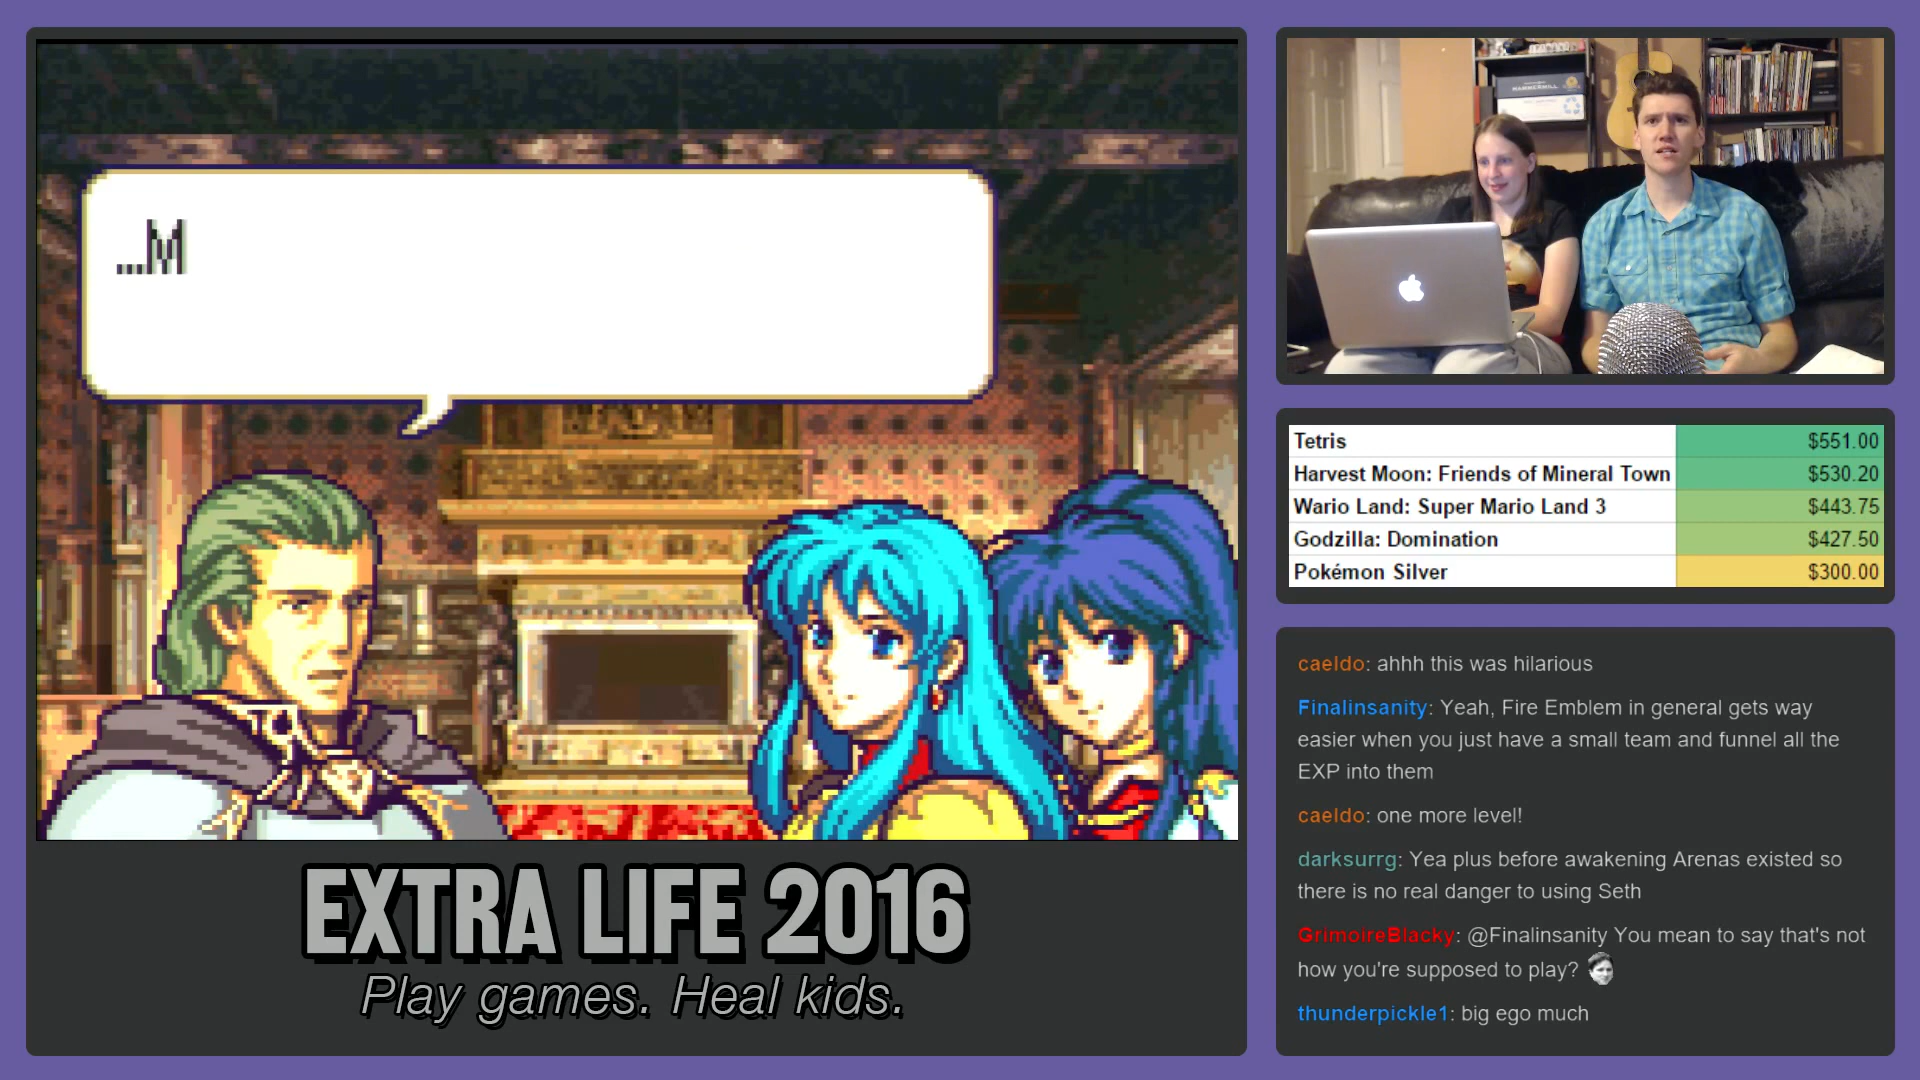 ...M
EXTRA LIFE 2016
Play games. Heal kids.
HAMMERMILL
Tetris $551.00
Harvest Moon: Friends of Mineral Town $530.20
Wario Land: Super Mario Land 3 $443.75
Godzilla: Domination $427.50
Pokémon Silver $300.00
caeldo: ahhh this was hilarious
Finalinsanity: Yeah, Fire Emblem in general gets way
easier when you just have a small team and funnel all the
EXP into them
caeldo: one more level!
darksurrg: Yea plus before awakening Arenas existed so
there is no real danger to using Seth
GrimoireBlacky: @Finalinsanity You mean to say that's not
how you're supposed to play?
thunderpickle1: big ego much